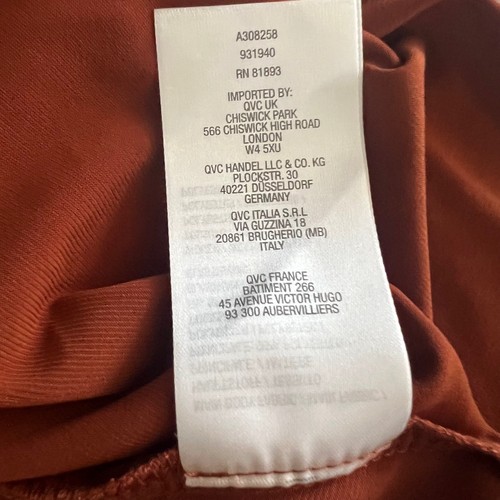 A308258
931940
RN 81893
IMPORTED BY:
QVC UK
CHISWICK PARK
566 CHISWICK HIGH ROAD
LONDON
W4 5XU
QVC HANDEL LLC & CO. KG
PLOCKSTR. 30
40221 DÜSSELDORF
GERMANY
QVC ITALIA S.R.L
VIA GUZZINA 18
20861 BRUGHERIO (MB)
ITALY
QVC FRANCE
BATIMENT 266
45 AVENUE VICTOR HUGO
93 300 AUBERVILLIERS